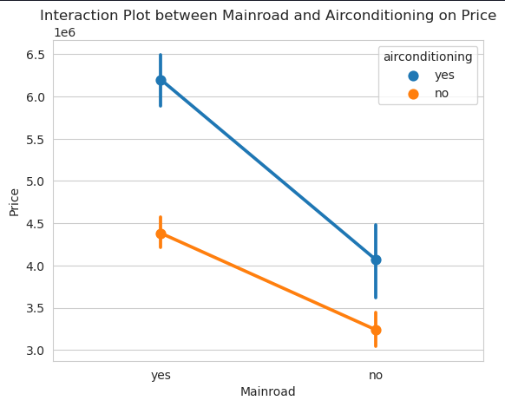 Interaction Plot between Mainroad and Airconditioning on Price
1e6
airconditioning
yes
no
6.5
6.0
5.5
5.0
4.5
4.0
3.5
3.0
Price
yes no
Mainroad